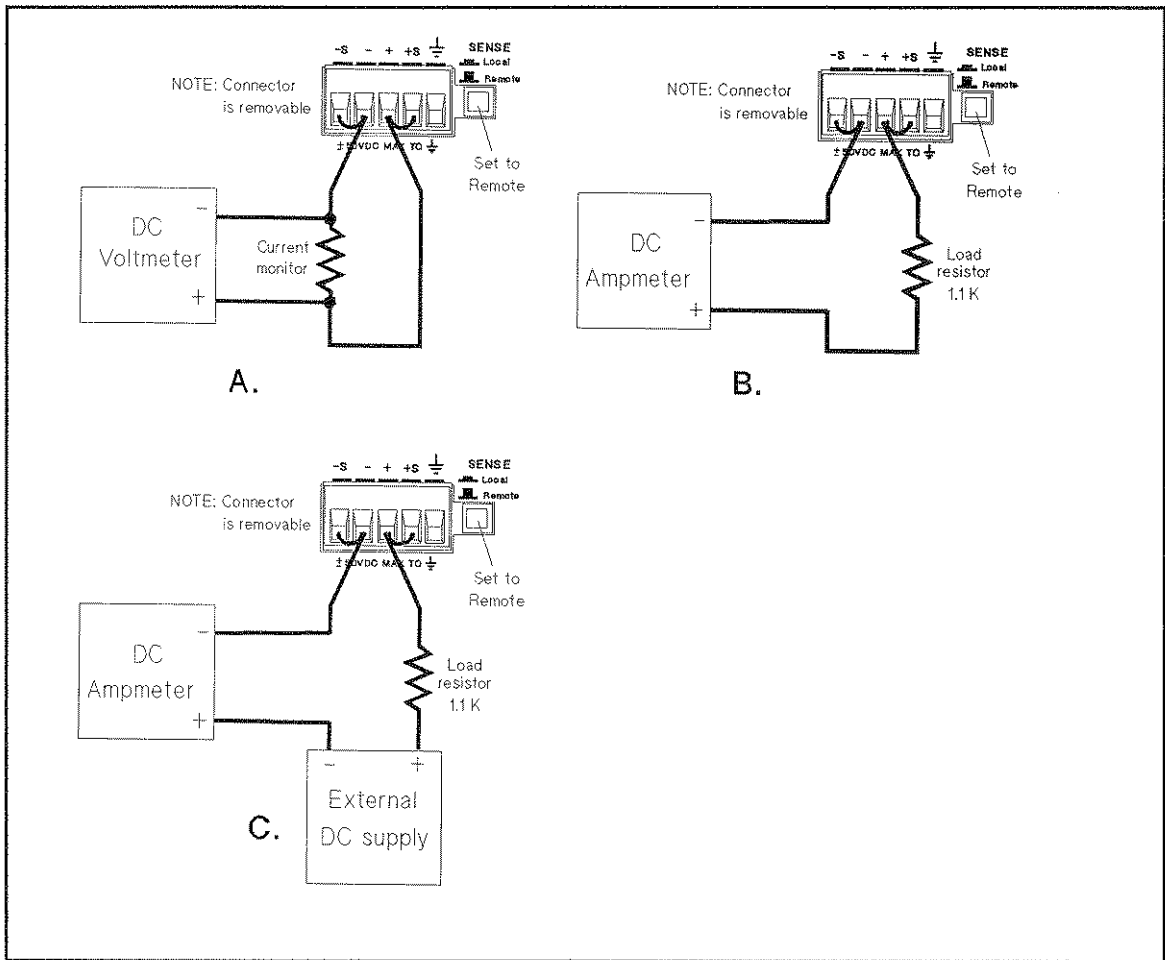 -S - + +S ⏚
SENSE
Local
Remote
NOTE: Connector
is removable
± 50VDC MAX TO ⏚
Set to
Remote
-
DC
Voltmeter
+
Current
monitor
A.
-S - + +S ⏚
SENSE
Local
Remote
NOTE: Connector
is removable
± 50VDC MAX TO ⏚
Set to
Remote
-
DC
Ampmeter
+
Load
resistor
1.1 K
B.
-S - + +S ⏚
SENSE
Local
Remote
NOTE: Connector
is removable
± 50VDC MAX TO ⏚
Set to
Remote
-
DC
Ampmeter
+
Load
resistor
1.1 K
- +
External
DC supply
C.